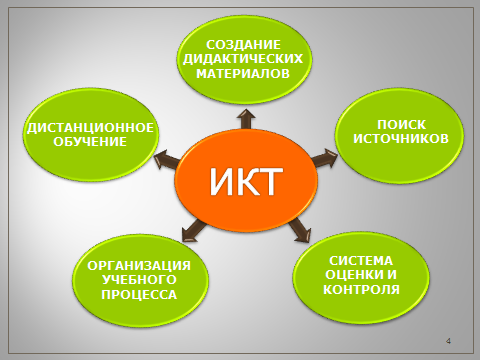 СОЗДАНИЕ
ДИДАКТИЧЕСКИХ
МАТЕРИАЛОВ
ДИСТАНЦИОННОЕ
ОБУЧЕНИЕ
ПОИСК
ИСТОЧНИКОВ
ИКТ
ОРГАНИЗАЦИЯ
УЧЕБНОГО
ПРОЦЕССА
СИСТЕМА
ОЦЕНКИ И
КОНТРОЛЯ
4